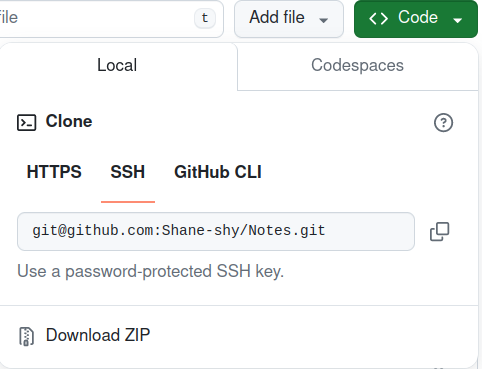 file
t
Add file
Code
Local
Codespaces
Clone
HTTPS
SSH
GitHub CLI
git@github.com:Shane-shy/Notes.git
Use a password-protected SSH key.
Download ZIP